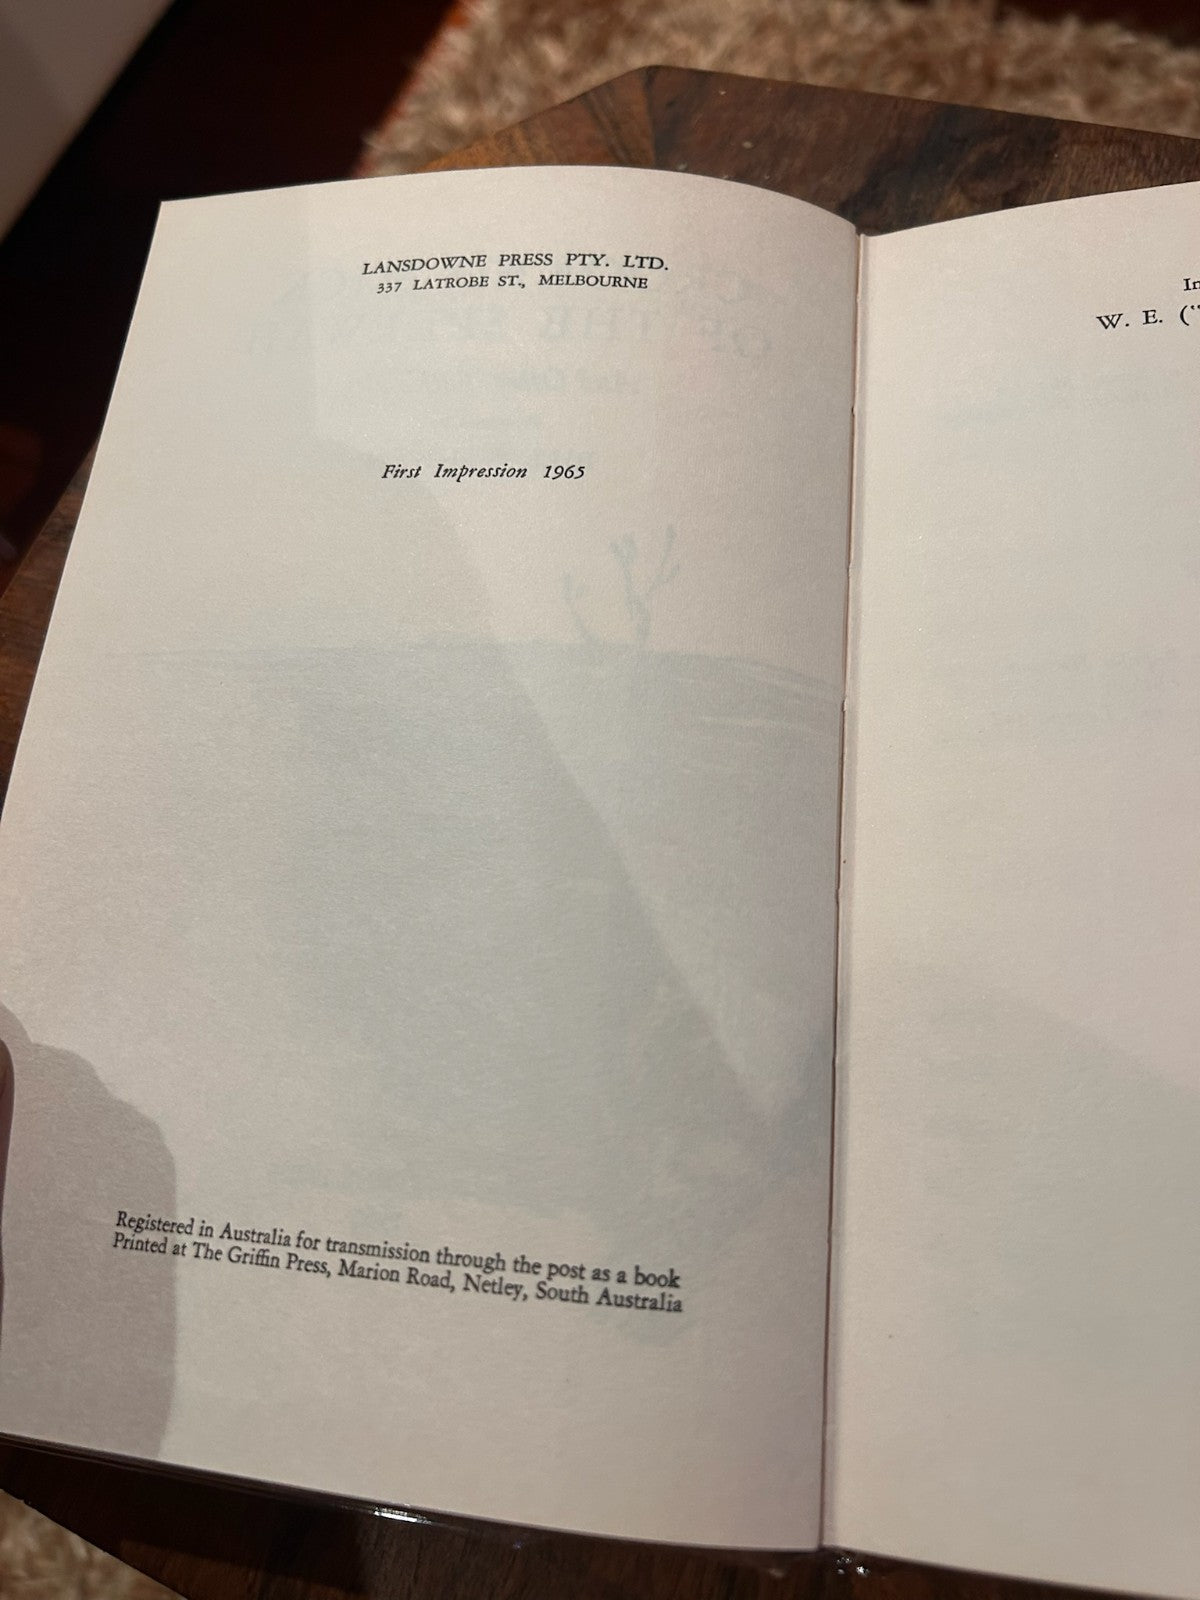 LANSDOWNE PRESS PTY. LTD.
337 LATROBE ST., MELBOURNE
First Impression 1965
Registered in Australia for transmission through the post as a book
Printed at The Griffin Press, Marion Road, Netley, South Australia
In
W. E. ("